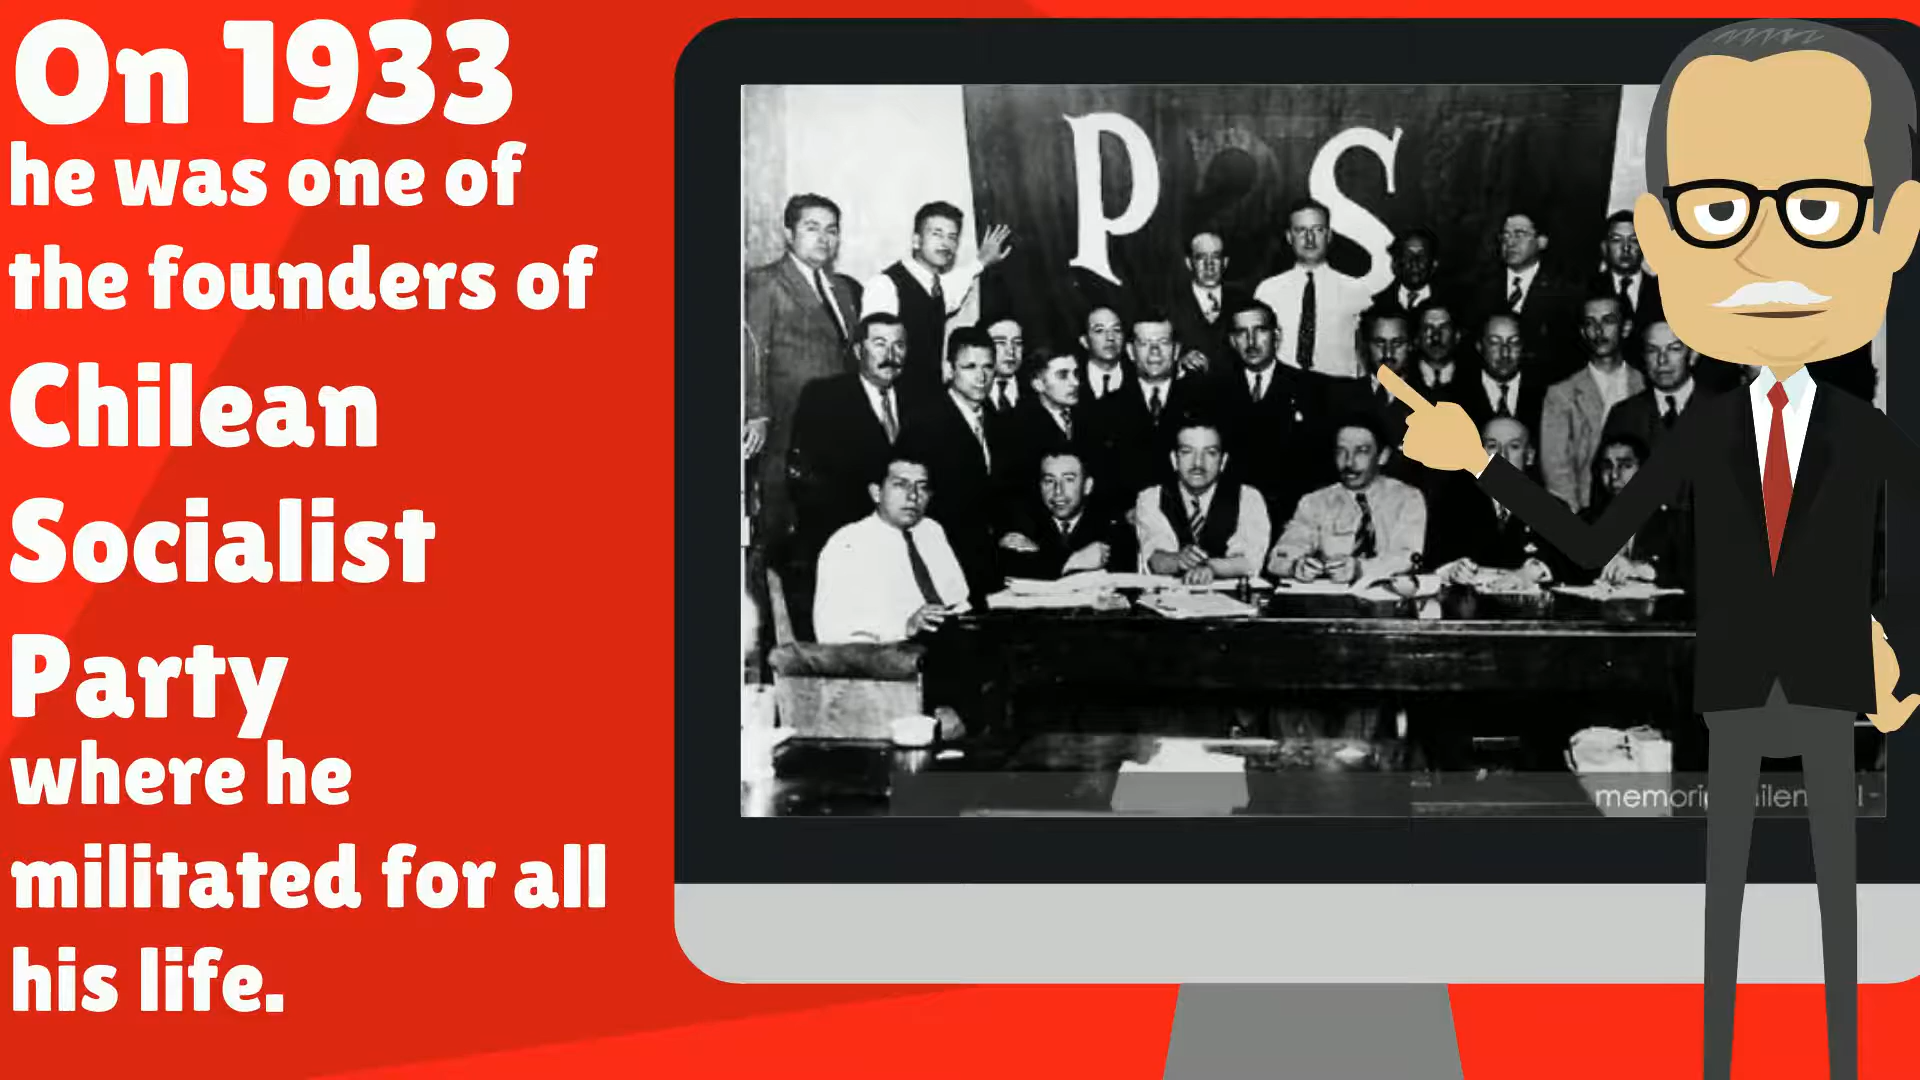 On 1933
he was one of
the founders of
Chilean
Socialist
Party
where he
militated for all
his life.
P S